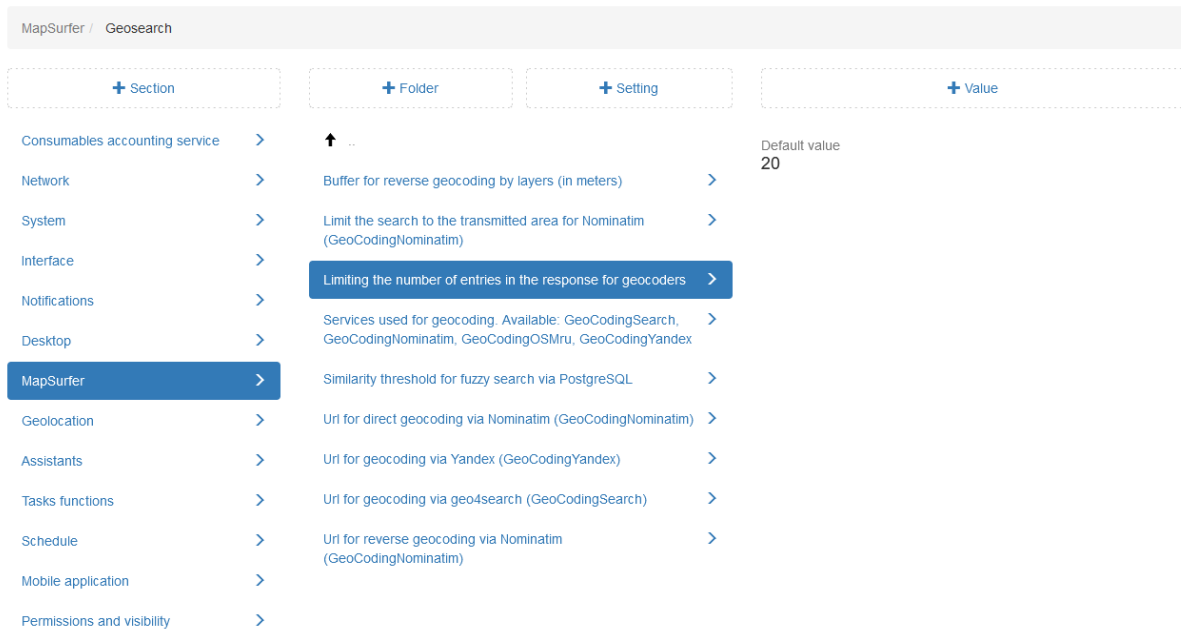 MapSurfer / Geosearch
+ Section
+ Folder
+ Setting
+ Value
Consumables accounting service
Network
System
Interface
Notifications
Desktop
MapSurfer
Geolocation
Assistants
Tasks functions
Schedule
Mobile application
Permissions and visibility
..
Buffer for reverse geocoding by layers (in meters)
Limit the search to the transmitted area for Nominatim
(GeoCodingNominatim)
Limiting the number of entries in the response for geocoders
Services used for geocoding. Available: GeoCodingSearch,
GeoCodingNominatim, GeoCodingOSMru, GeoCodingYandex
Similarity threshold for fuzzy search via PostgreSQL
Url for direct geocoding via Nominatim (GeoCodingNominatim)
Url for geocoding via Yandex (GeoCodingYandex)
Url for geocoding via geo4search (GeoCodingSearch)
Url for reverse geocoding via Nominatim
(GeoCodingNominatim)
Default value
20